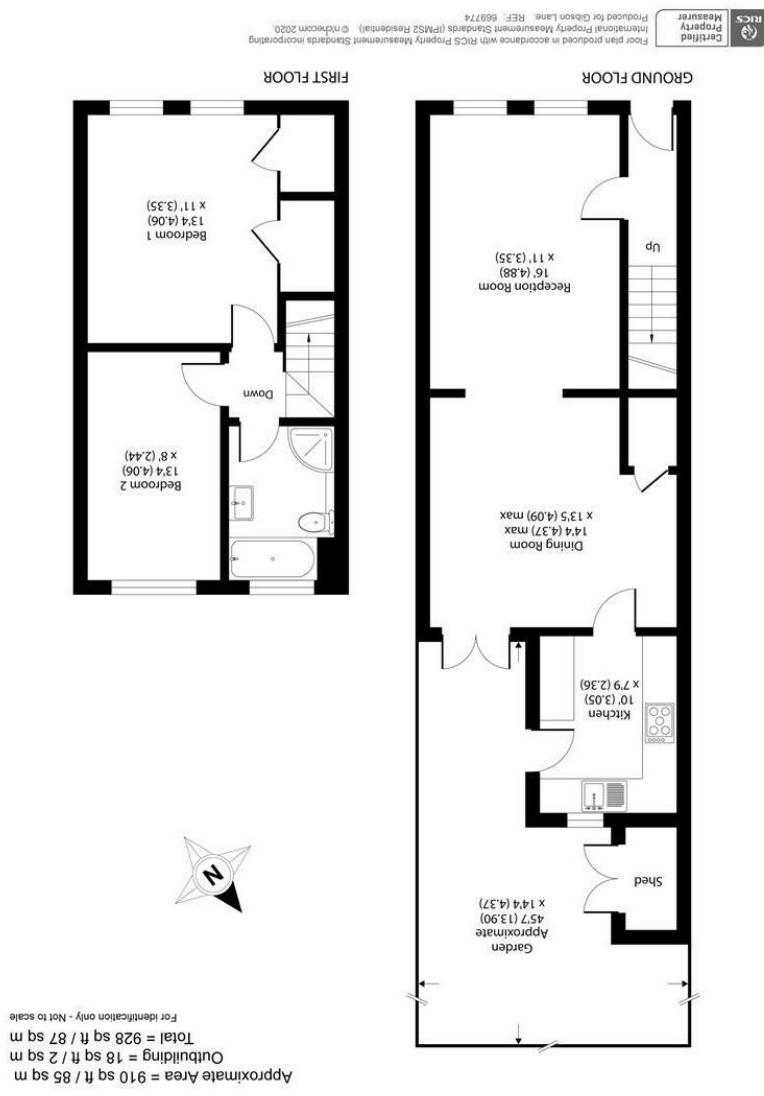 Approximate Area = 910 sq ft / 85 sq m
Outbuilding = 18 sq ft / 2 sq m
Total = 928 sq ft / 87 sq m
For identification only - Not to scale
Garden
Approximate
45'7 (13.90)
x 14'4 (4.37)
Shed
N
Kitchen
10' (3.05)
x 7'9 (2.36)
Dining Room
14'4 (4.37) max
x 13'5 (4.09) max
Bedroom 2
13'4 (4.06)
x 8' (2.44)
Down
Reception Room
16' (4.88)
x 11' (3.35)
Up
Bedroom 1
13'4 (4.06)
x 11' (3.35)
GROUND FLOOR
FIRST FLOOR
Floor plan produced in accordance with RICS Property Measurement Standards incorporating
International Property Measurement Standards (IPMS2 Residential). ©nichecom 2020.
Produced for Gibson Lane. REF: 669774
RICS
Certified
Property
Measurer